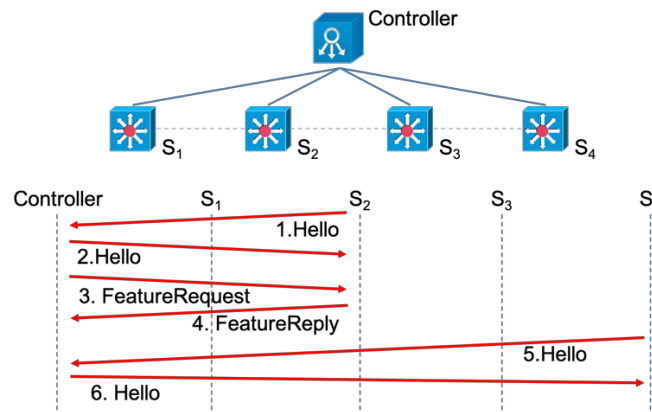 Controller
S1 S2 S3 S4
Controller S1 S2 S3 S
1.Hello
2.Hello
3. FeatureRequest
4. FeatureReply
5.Hello
6. Hello